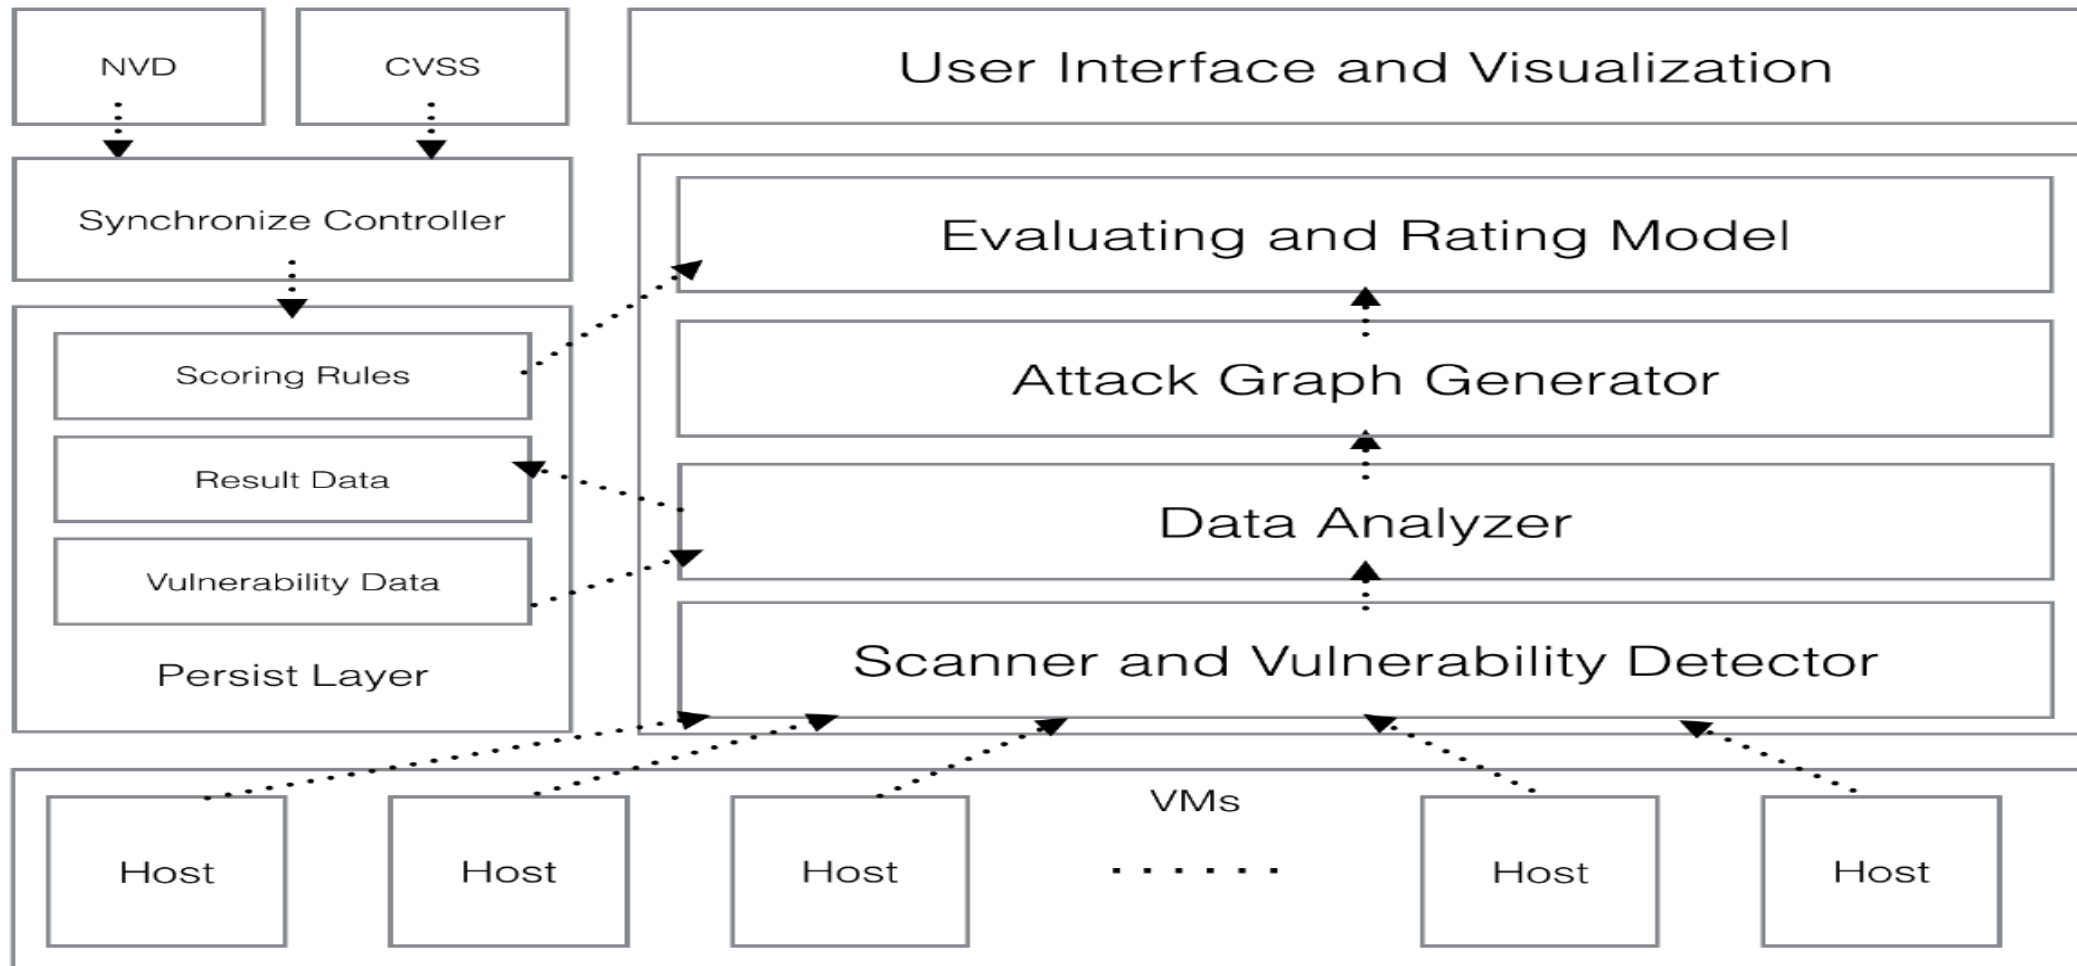 NVD
CVSS
User Interface and Visualization
Synchronize Controller
Evaluating and Rating Model
Scoring Rules
Attack Graph Generator
Result Data
Data Analyzer
Vulnerability Data
Scanner and Vulnerability Detector
Persist Layer
VMs
Host
Host
Host
......
Host
Host